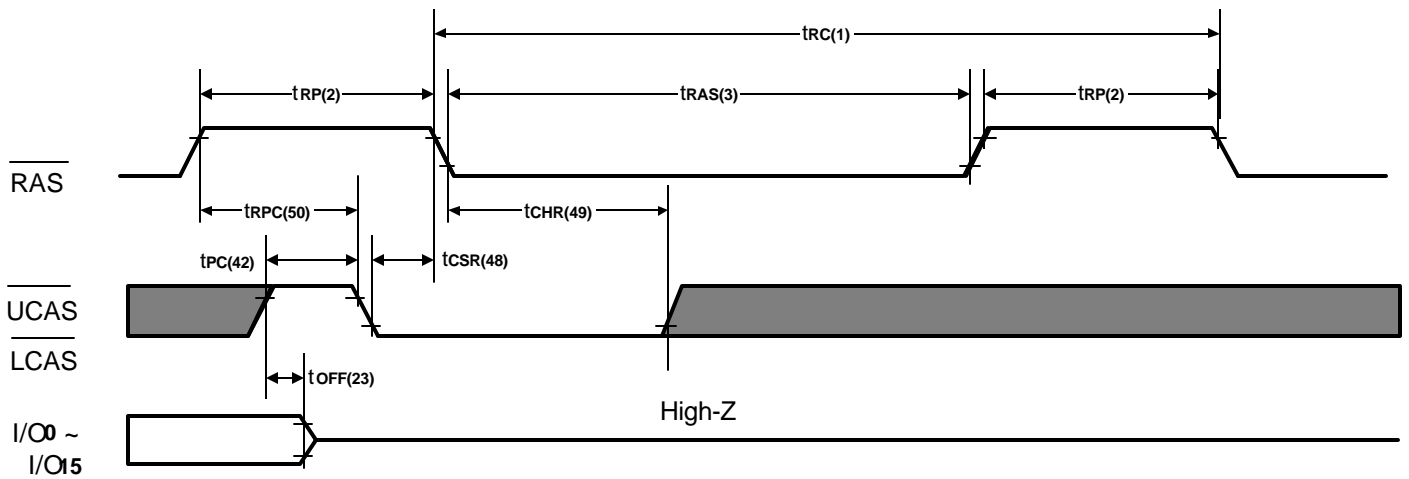 tRC(1)
tRP(2)
tRAS(3)
tRP(2)
RAS
tRPC(50)
tCHR(49)
tPC(42)
tCSR(48)
UCAS
LCAS
tOFF(23)
High-Z
I/O0 ~
I/O15